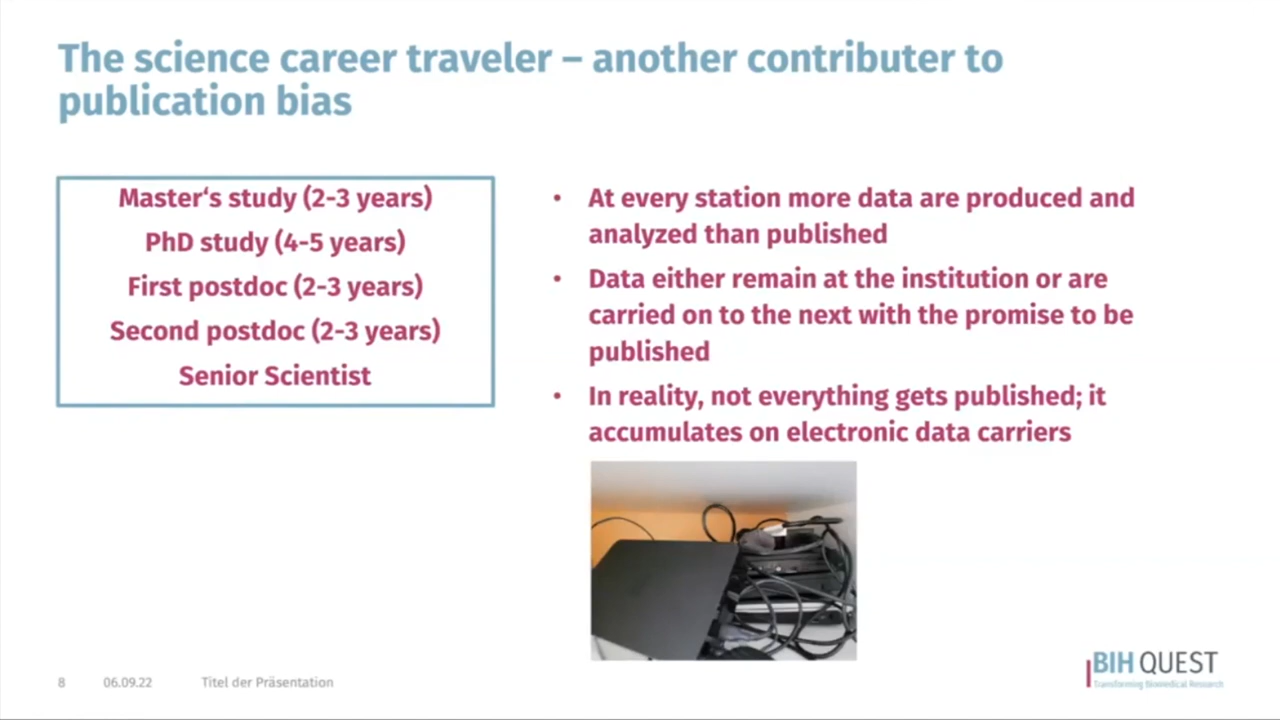 The science career traveler – another contributer to
publication bias
Master‘s study (2-3 years)
PhD study (4-5 years)
First postdoc (2-3 years)
Second postdoc (2-3 years)
Senior Scientist
• At every station more data are produced and
analyzed than published
• Data either remain at the institution or are
carried on to the next with the promise to be
published
• In reality, not everything gets published; it
accumulates on electronic data carriers
8 06.09.22 Titel der Präsentation
BIH QUEST
Transforming Biomedical Research